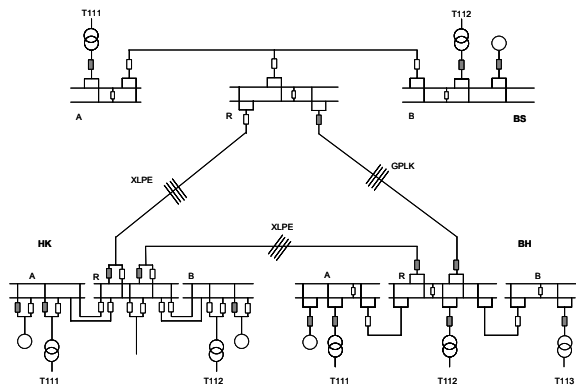 T111 T112
A R B BS
XLPE GPLK
XLPE
HK BH
A R B A R B
T111 T112 T111 T112 T113